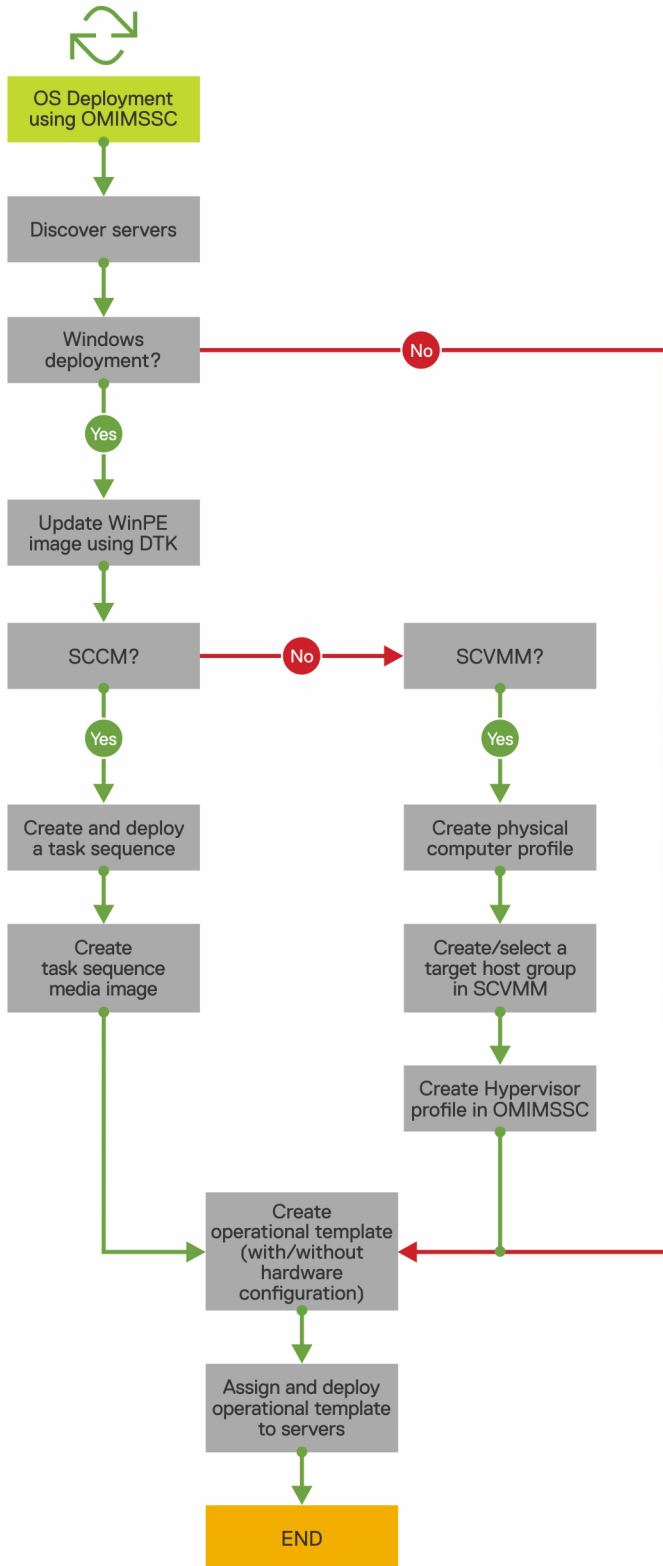 OS Deployment
using OMIMSSC
Discover servers
Windows
deployment?
No
Yes
Update WinPE
image using DTK
SCCM?
No
SCVMM?
Yes
Yes
Create and deploy
a task sequence
Create physical
computer profile
Create
task sequence
media image
Create/select a
target host group
in SCVMM
Create Hypervisor
profile in OMIMSSC
Create
operational template
(with/without
hardware
configuration)
Assign and deploy
operational template
to servers
END